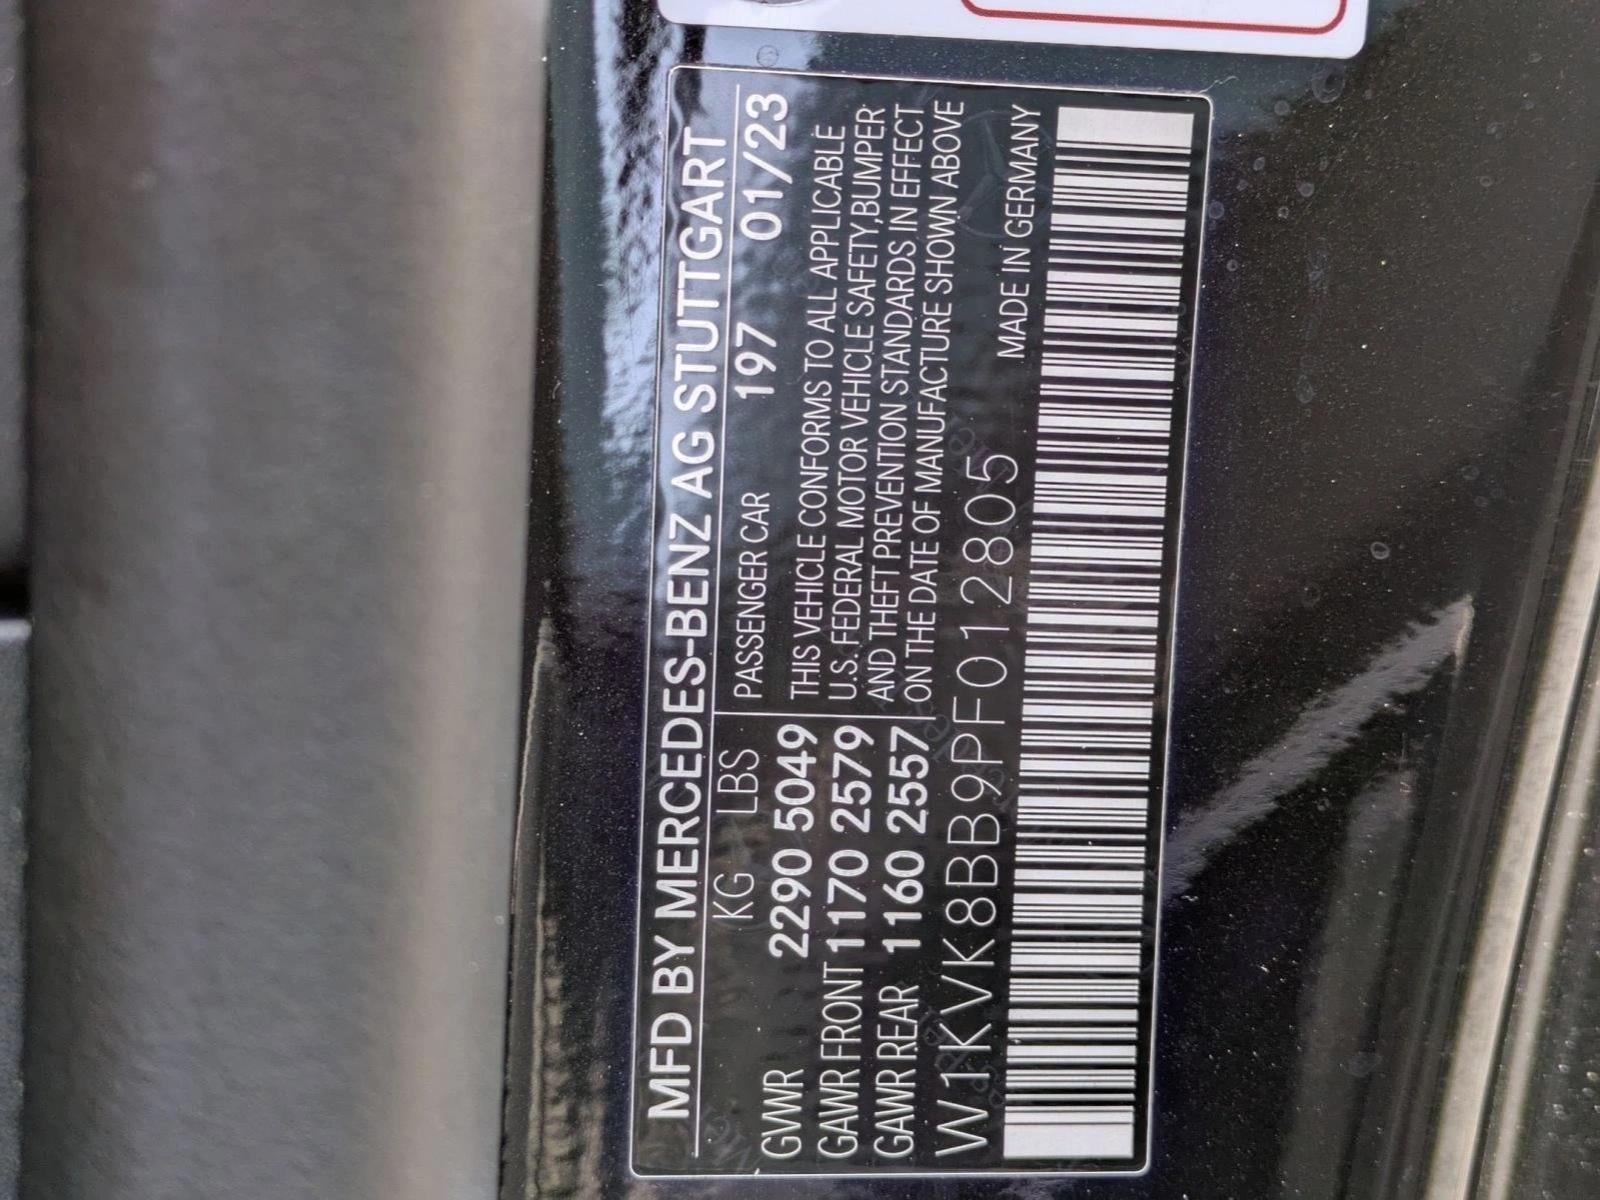 MFD BY MERCEDES-BENZ AG STUTTGART
KG LBS
GVWR 2290 5049
GAWR FRONT 1170 2579
GAWR REAR 1160 2557
PASSENGER CAR 197 01/23
THIS VEHICLE CONFORMS TO ALL APPLICABLE
U.S. FEDERAL MOTOR VEHICLE SAFETY,BUMPER
AND THEFT PREVENTION STANDARDS IN EFFECT
ON THE DATE OF MANUFACTURE SHOWN ABOVE
W1KVK8BB9PF012805
MADE IN GERMANY